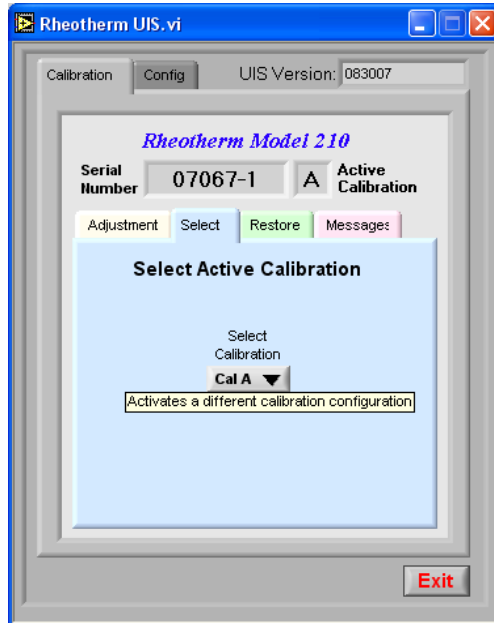 Rheotherm UIS.vi
Calibration Config UIS Version: 083007
Rheotherm Model 210
Serial Number 07067-1 A Active Calibration
Adjustment Select Restore Messages
Select Active Calibration
Select
Calibration
Cal A
Activates a different calibration configuration
Exit